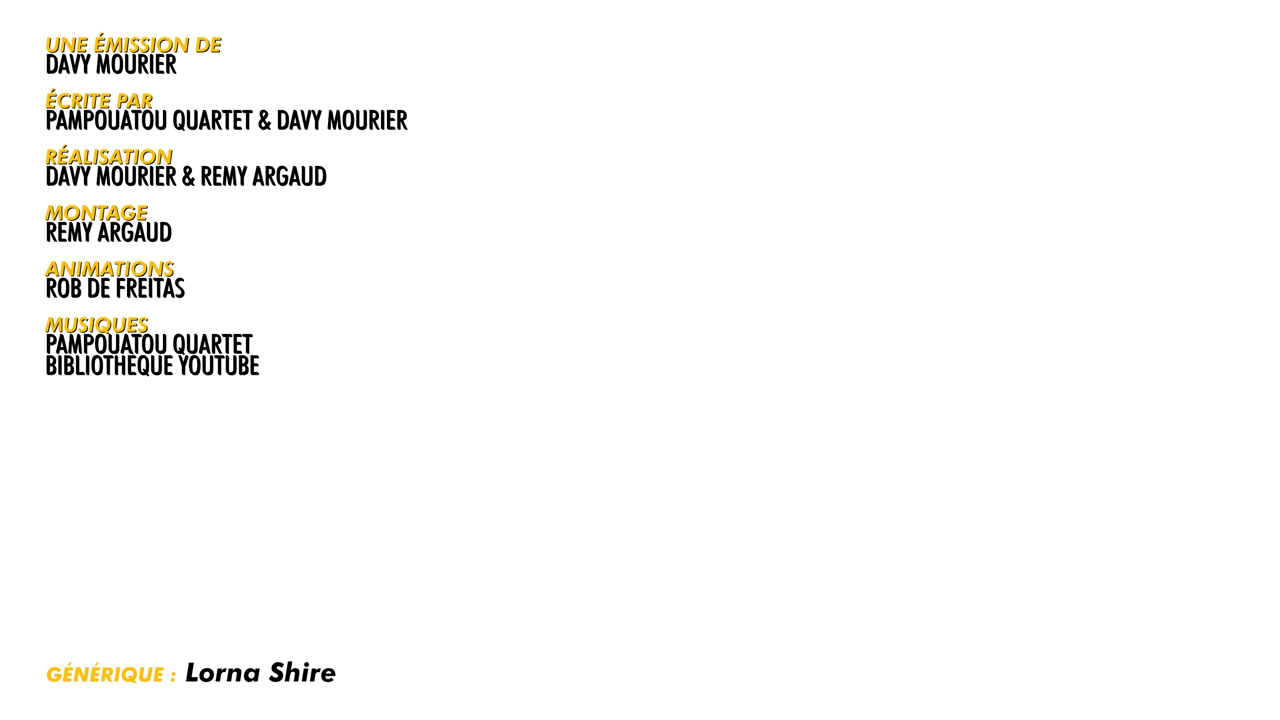 UNE ÉMISSION DE
DAVY MOURIER
ÉCRITE PAR
PAMPOUATOU QUARTET & DAVY MOURIER
RÉALISATION
DAVY MOURIER & REMY ARGAUD
MONTAGE
REMY ARGAUD
ANIMATIONS
ROB DE FREITAS
MUSIQUES
PAMPOUATOU QUARTET
BIBLIOTHÈQUE YOUTUBE
GÉNÉRIQUE : Lorna Shire